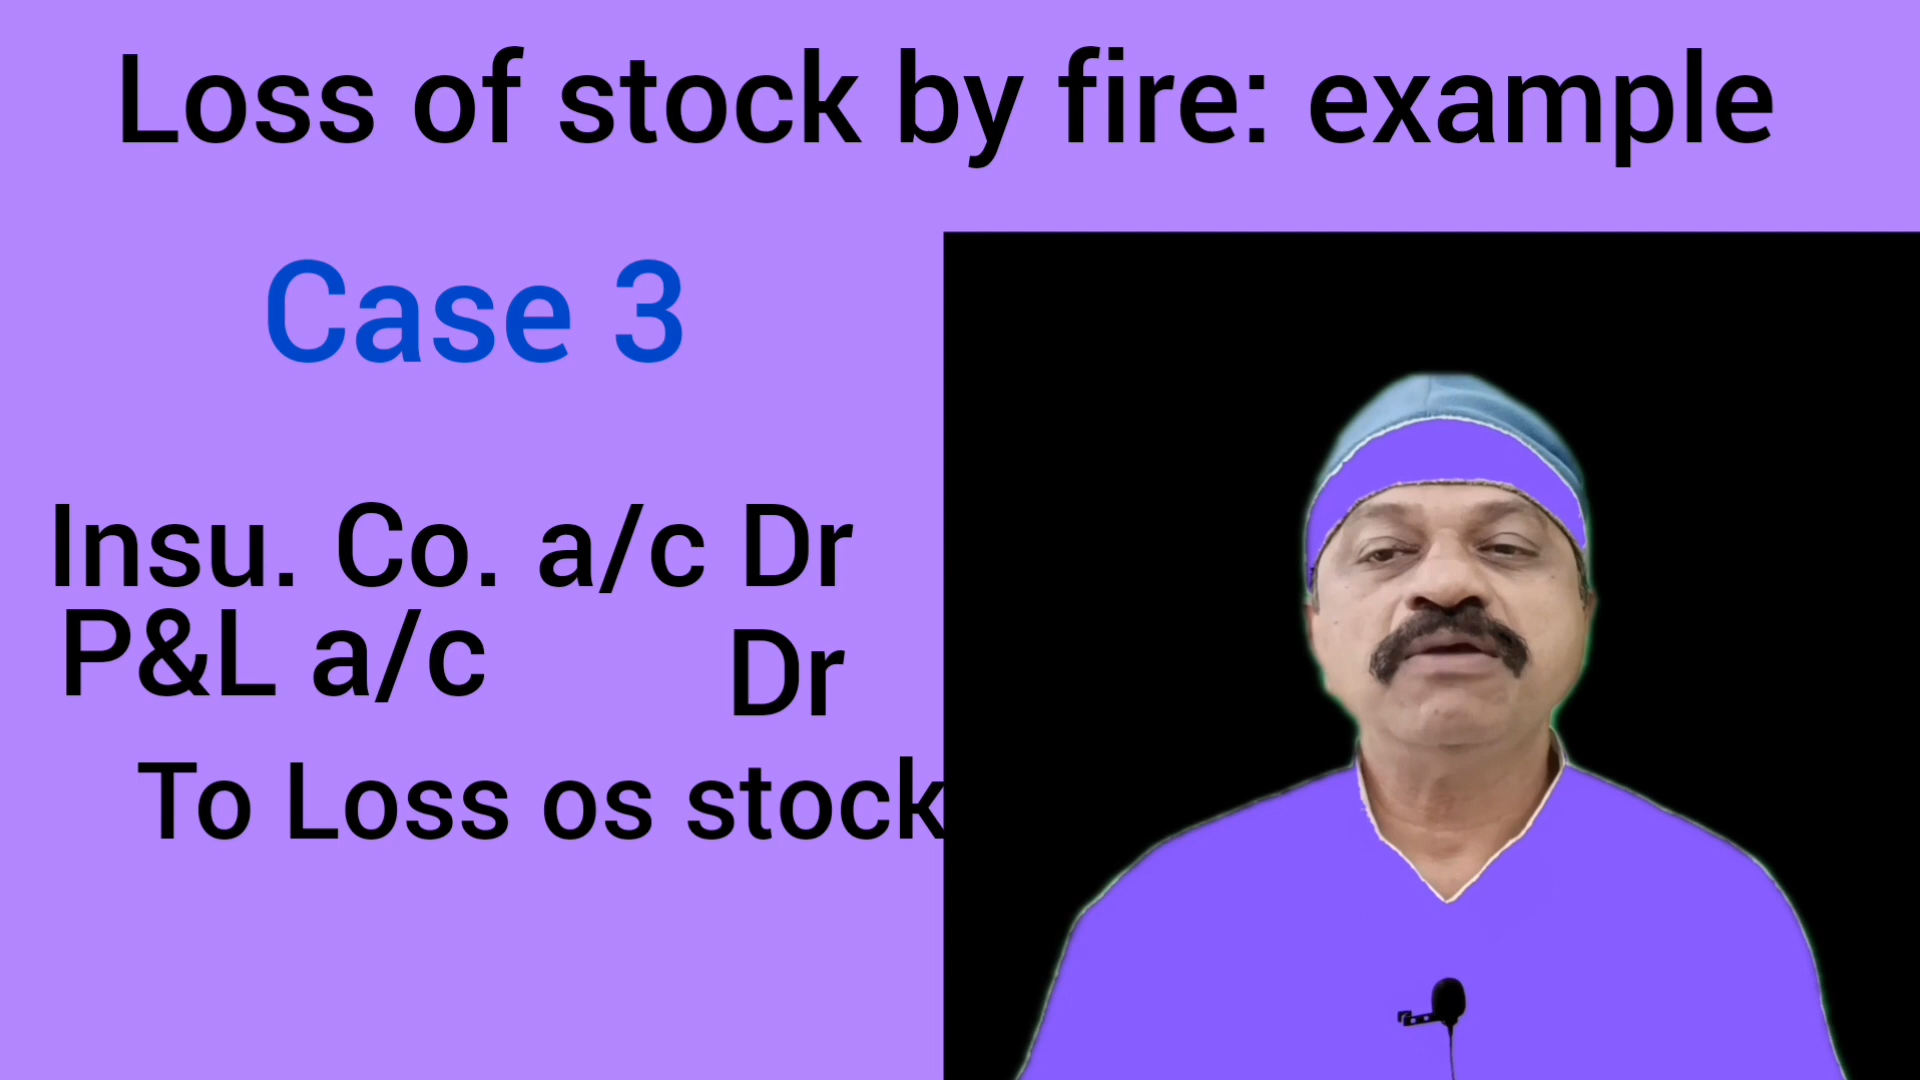 Loss of stock by fire: example
Case 3
Insu. Co. a/c Dr
P&L a/c Dr
To Loss os stock